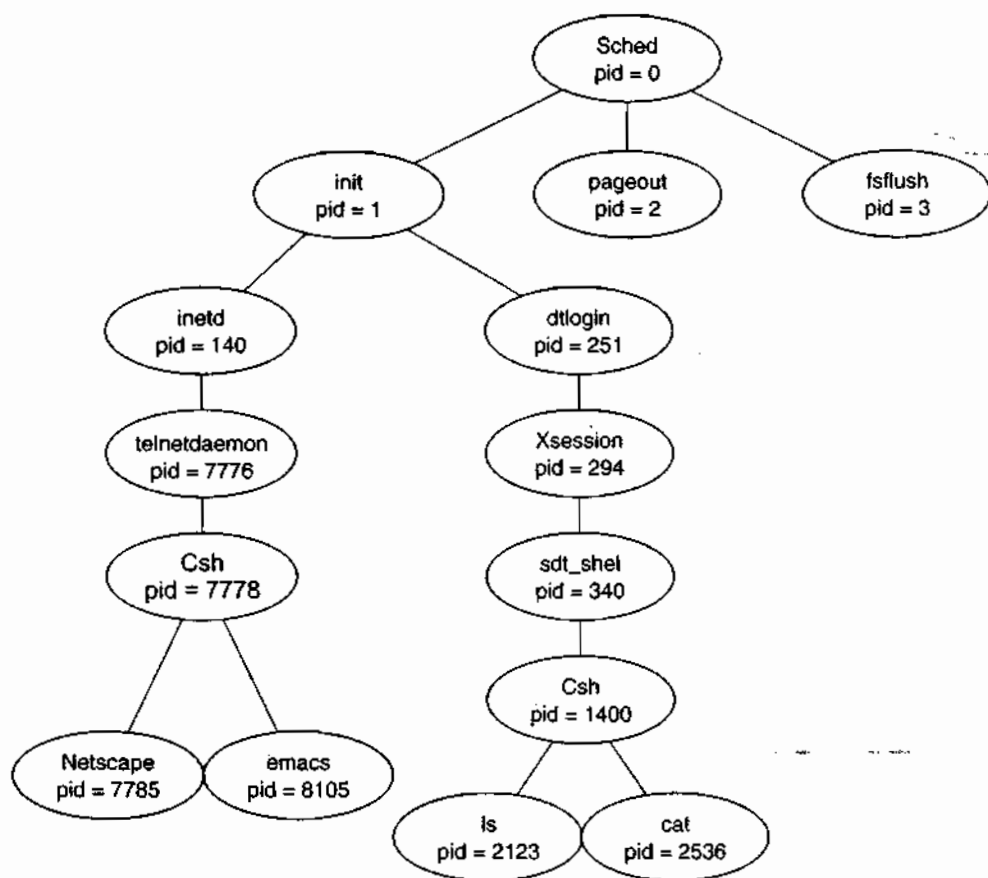 Sched
pid = 0
init
pid = 1
pageout
pid = 2
fsflush
pid = 3
inetd
pid = 140
dtlogin
pid = 251
telnetdaemon
pid = 7776
Xsession
pid = 294
Csh
pid = 7778
sdt_shel
pid = 340
Csh
pid = 1400
Netscape
pid = 7785
emacs
pid = 8105
ls
pid = 2123
cat
pid = 2536